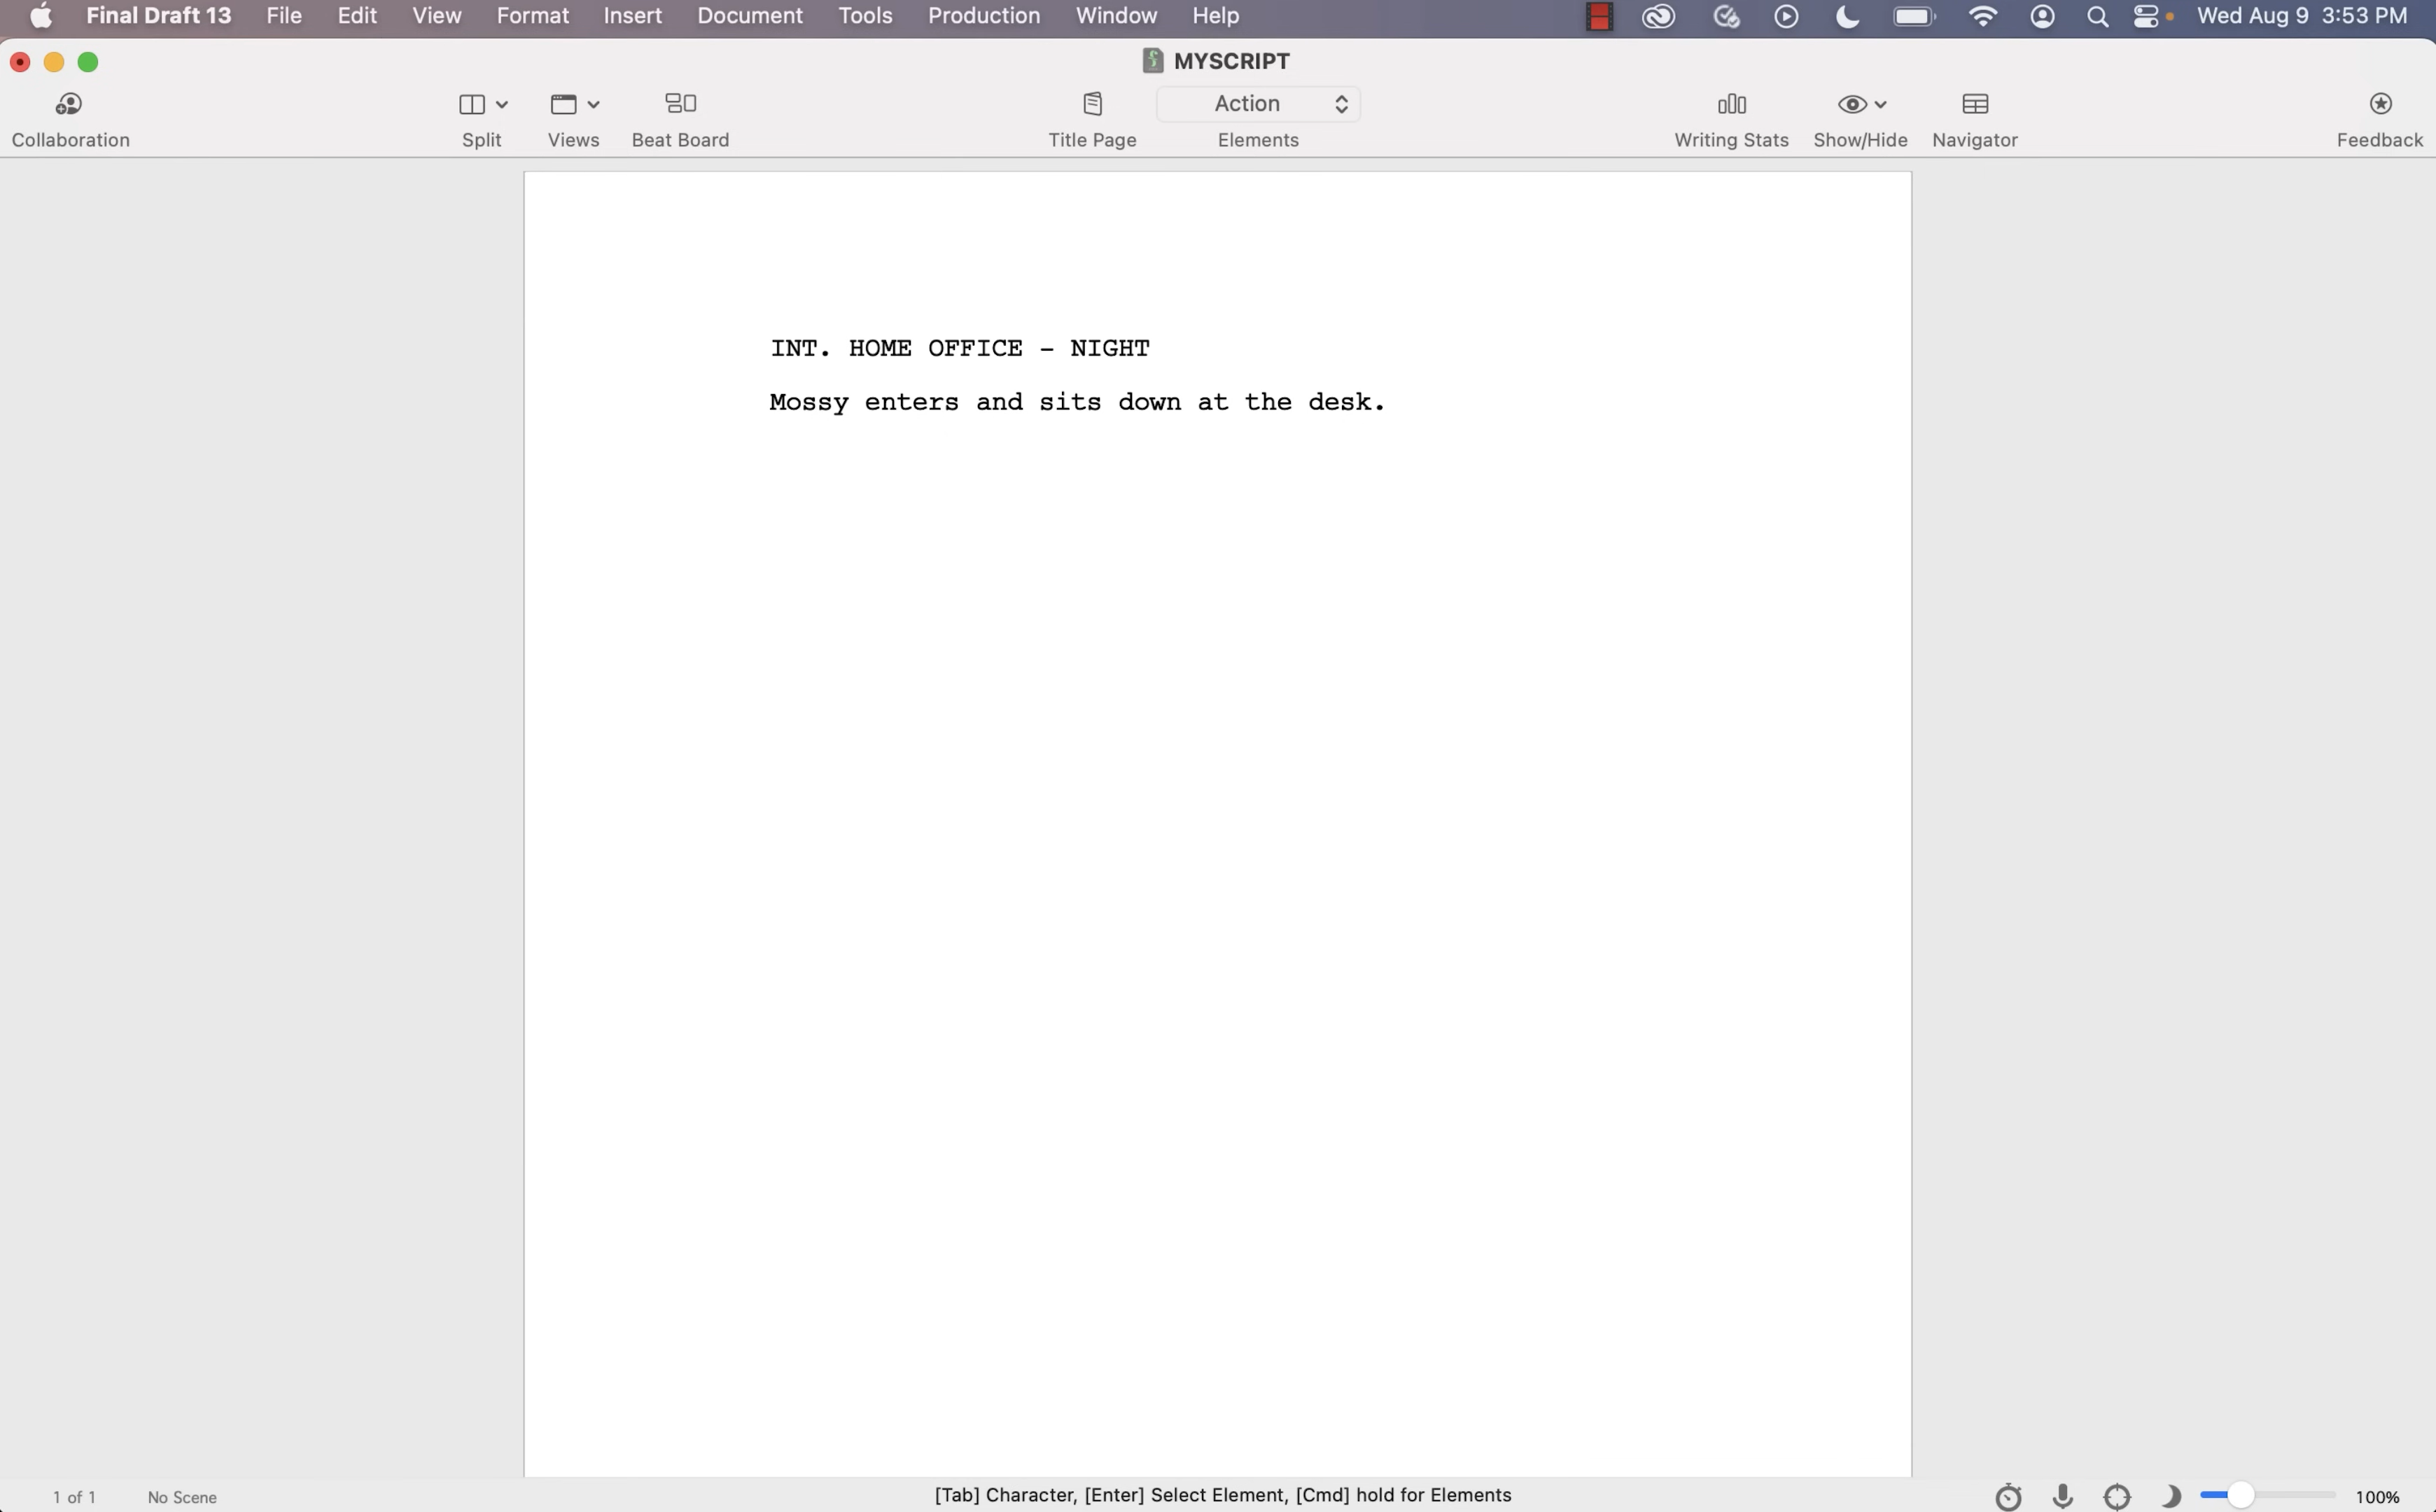 Final Draft 13 File Edit View Format Insert Document Tools Production Window Help Wed Aug 9 3:53 PM
MYSCRIPT
Action
Collaboration Split Views Beat Board Title Page Elements Writing Stats Show/Hide Navigator Feedback
INT. HOME OFFICE - NIGHT
Mossy enters and sits down at the desk.
1 of 1 No Scene [Tab] Character, [Enter] Select Element, [Cmd] hold for Elements 100%